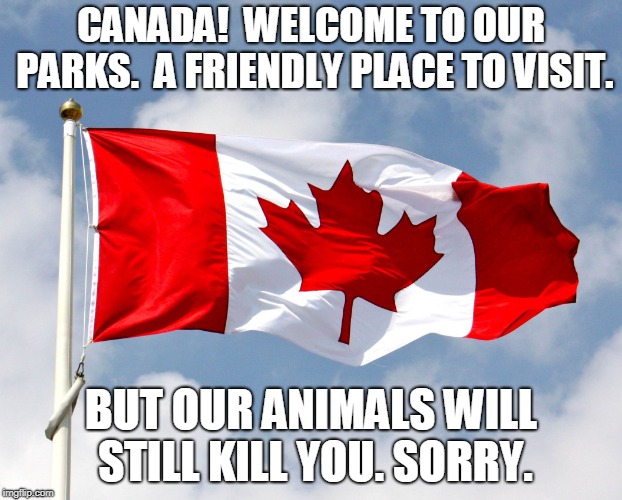 CANADA!  WELCOME TO OUR
PARKS.  A FRIENDLY PLACE TO VISIT.
BUT OUR ANIMALS WILL
STILL KILL YOU. SORRY.
imgflip.com